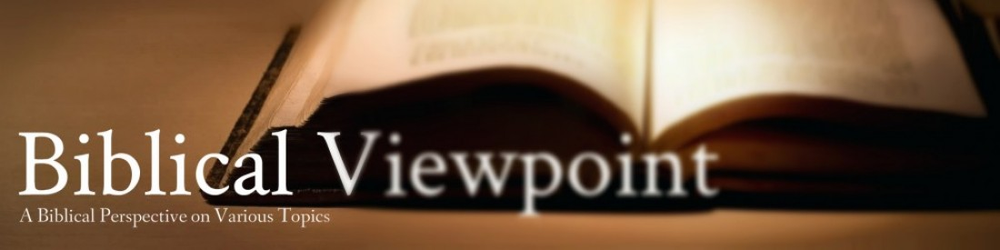 Biblical Viewpoint
A Biblical Perspective on Various Topics